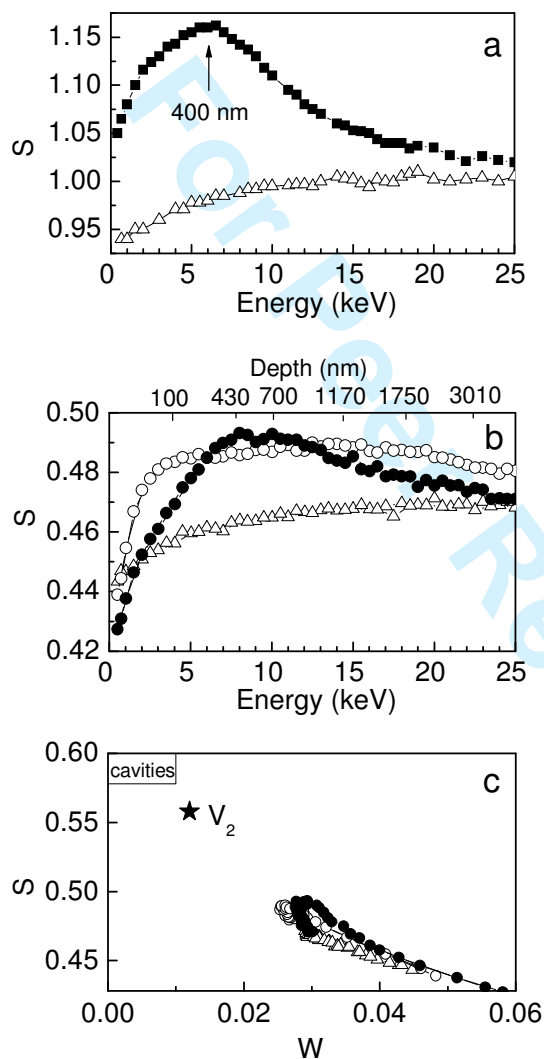 1.15
1.10
1.05
1.00
0.95
S
a
400 nm
0 5 10 15 20 25
Energy (keV)
Depth (nm)
100 430 700 1170 1750 3010
0.50
0.48
0.46
0.44
0.42
S
b
0 5 10 15 20 25
Energy (keV)
0.60
0.55
0.50
0.45
S
cavities
c
V2
0.00 0.02 0.04 0.06
W
For Peer Re